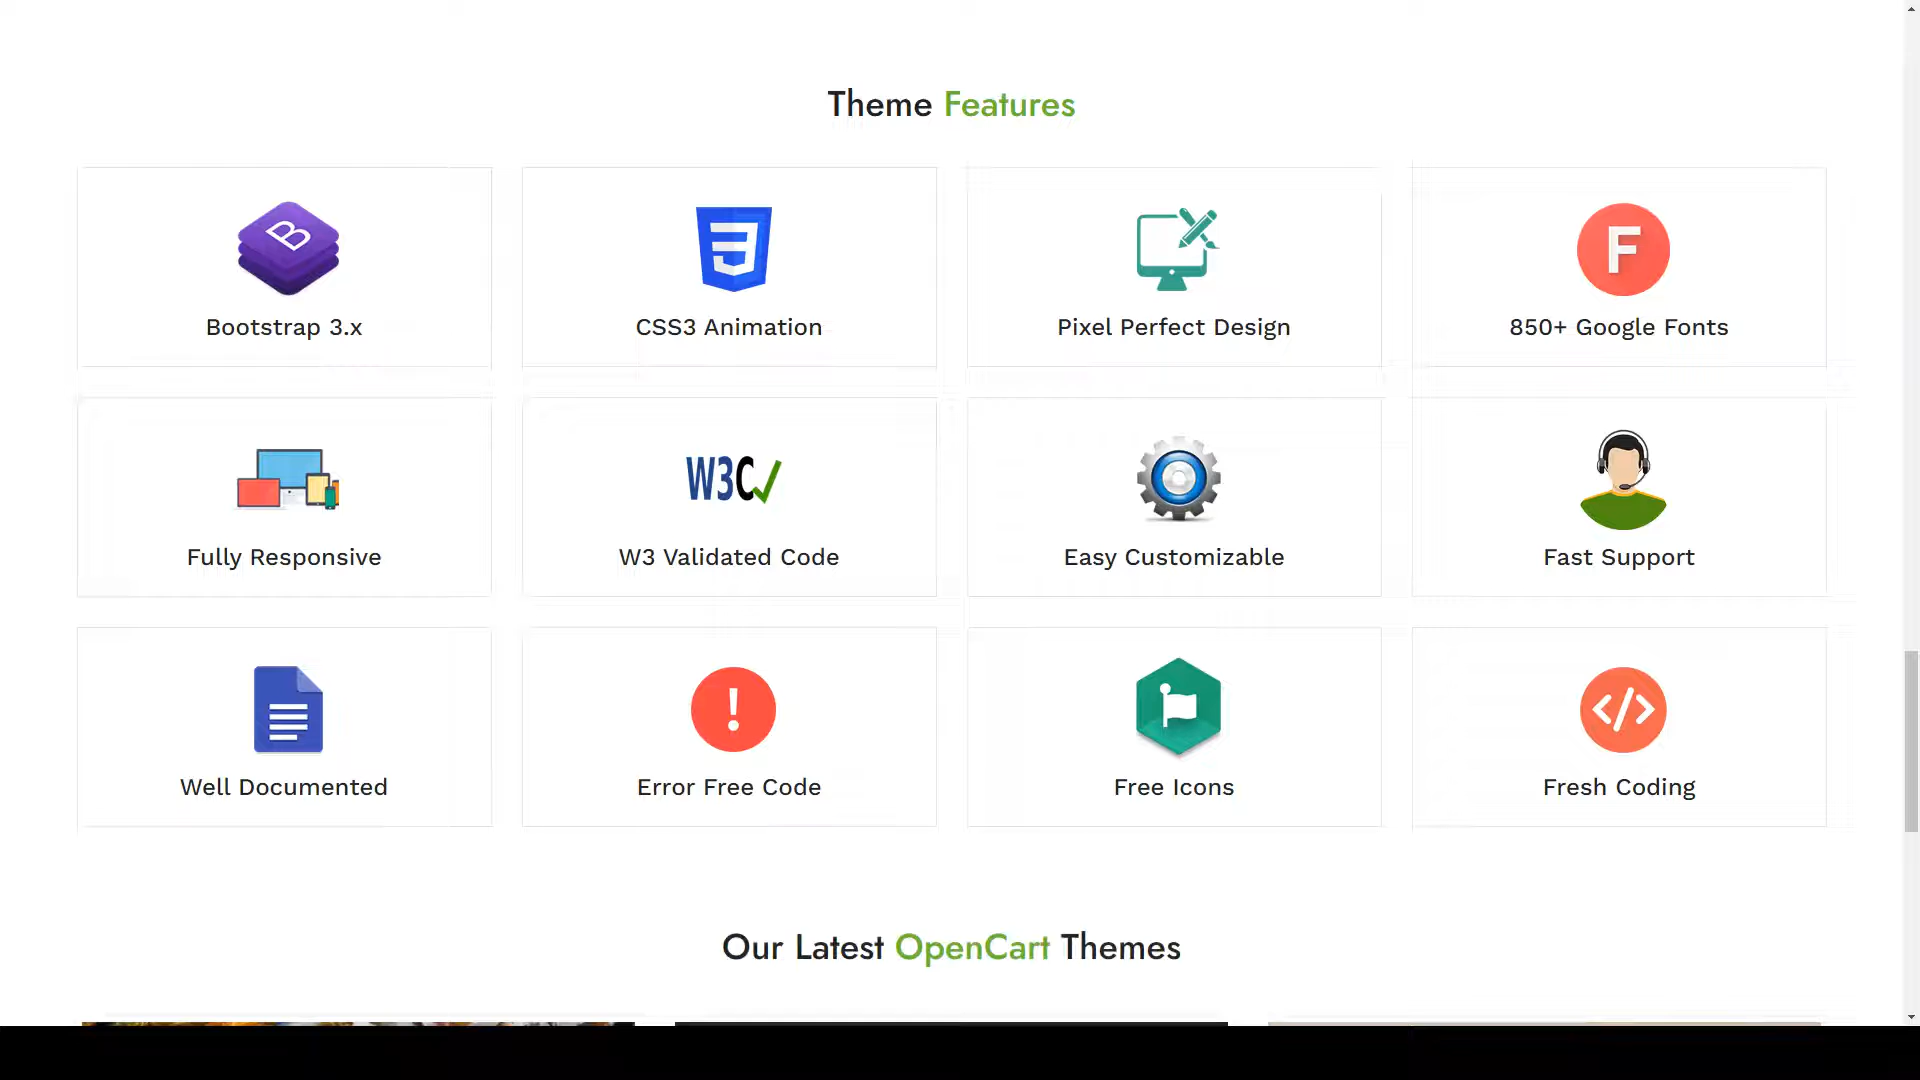 Theme Features
B
3
F
Bootstrap 3.x
CSS3 Animation
Pixel Perfect Design
850+ Google Fonts
W3C
Fully Responsive
W3 Validated Code
Easy Customizable
Fast Support
!
</>
Well Documented
Error Free Code
Free Icons
Fresh Coding
Our Latest OpenCart Themes